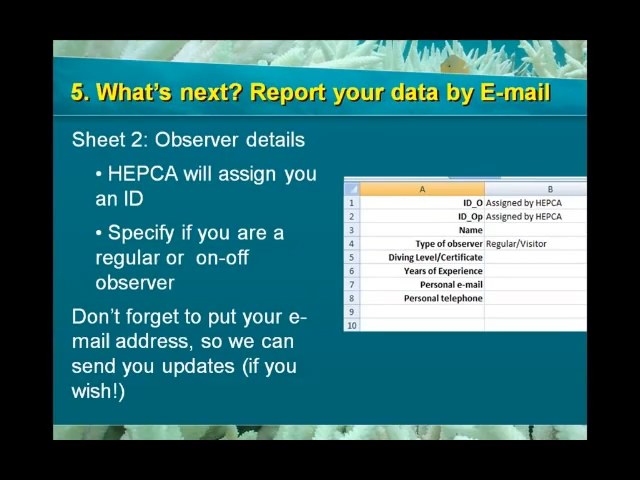 5. What's next? Report your data by E-mail
Sheet 2: Observer details
• HEPCA will assign you
an ID
• Specify if you are a
regular or on-off
observer
Don't forget to put your e-
mail address, so we can
send you updates (if you
wish!)
A B
1 ID_O Assigned by HEPCA
2 ID_Op Assigned by HEPCA
3 Name
4 Type of observer Regular/Visitor
5 Diving Level/Certificate
6 Years of Experience
7 Personal e-mail
8 Personal telephone
9
10